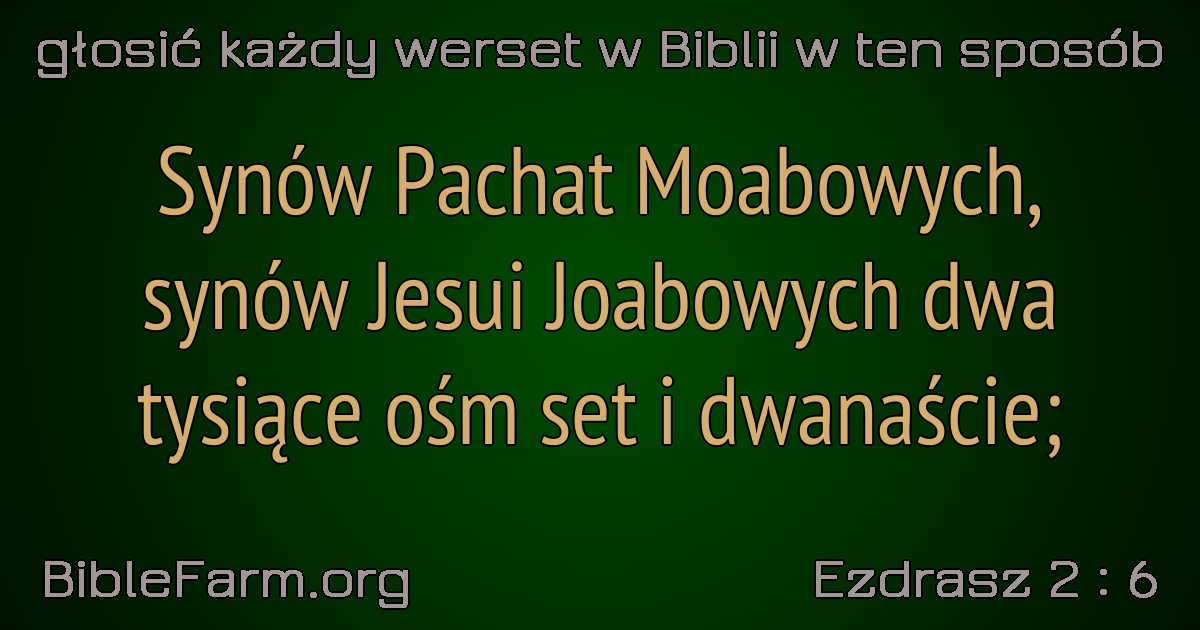 głosić każdy werset w Biblii w ten sposób
Synów Pachat Moabowych,
synów Jesui Joabowych dwa
tysiące ośm set i dwanaście;
BibleFarm.org
Ezdrasz 2 : 6